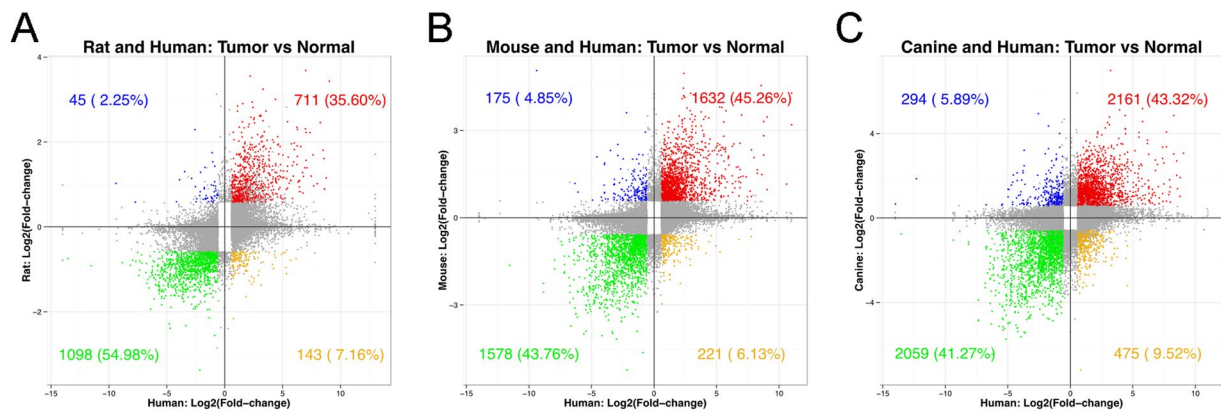 A
Rat and Human: Tumor vs Normal
45 ( 2.25%)
711 (35.60%)
1098 (54.98%)
143 ( 7.16%)
Rat: Log2(Fold−change)
4
2
0
−2
−15
−10
−5
0
5
10
Human: Log2(Fold−change)
B
Mouse and Human: Tumor vs Normal
175 ( 4.85%)
1632 (45.26%)
1578 (43.76%)
221 ( 6.13%)
Mouse: Log2(Fold−change)
3
0
−3
−15
−10
−5
0
5
10
Human: Log2(Fold−change)
C
Canine and Human: Tumor vs Normal
294 ( 5.89%)
2161 (43.32%)
2059 (41.27%)
475 ( 9.52%)
Canine: Log2(Fold−change)
4
0
−4
−15
−10
−5
0
5
10
Human: Log2(Fold−change)